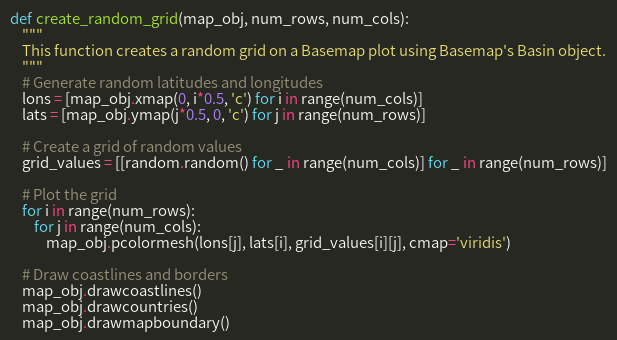 def create_random_grid(map_obj, num_rows, num_cols):
    """
    This function creates a random grid on a Basemap plot using Basemap's Basin object.
    """
    # Generate random latitudes and longitudes
    lons = [map_obj.xmap(0, i*0.5, 'c') for i in range(num_cols)]
    lats = [map_obj.ymap(j*0.5, 0, 'c') for j in range(num_rows)]

    # Create a grid of random values
    grid_values = [[random.random() for _ in range(num_cols)] for _ in range(num_rows)]

    # Plot the grid
    for i in range(num_rows):
        for j in range(num_cols):
            map_obj.pcolormesh(lons[j], lats[i], grid_values[i][j], cmap='viridis')

    # Draw coastlines and borders
    map_obj.drawcoastlines()
    map_obj.drawcountries()
    map_obj.drawmapboundary()